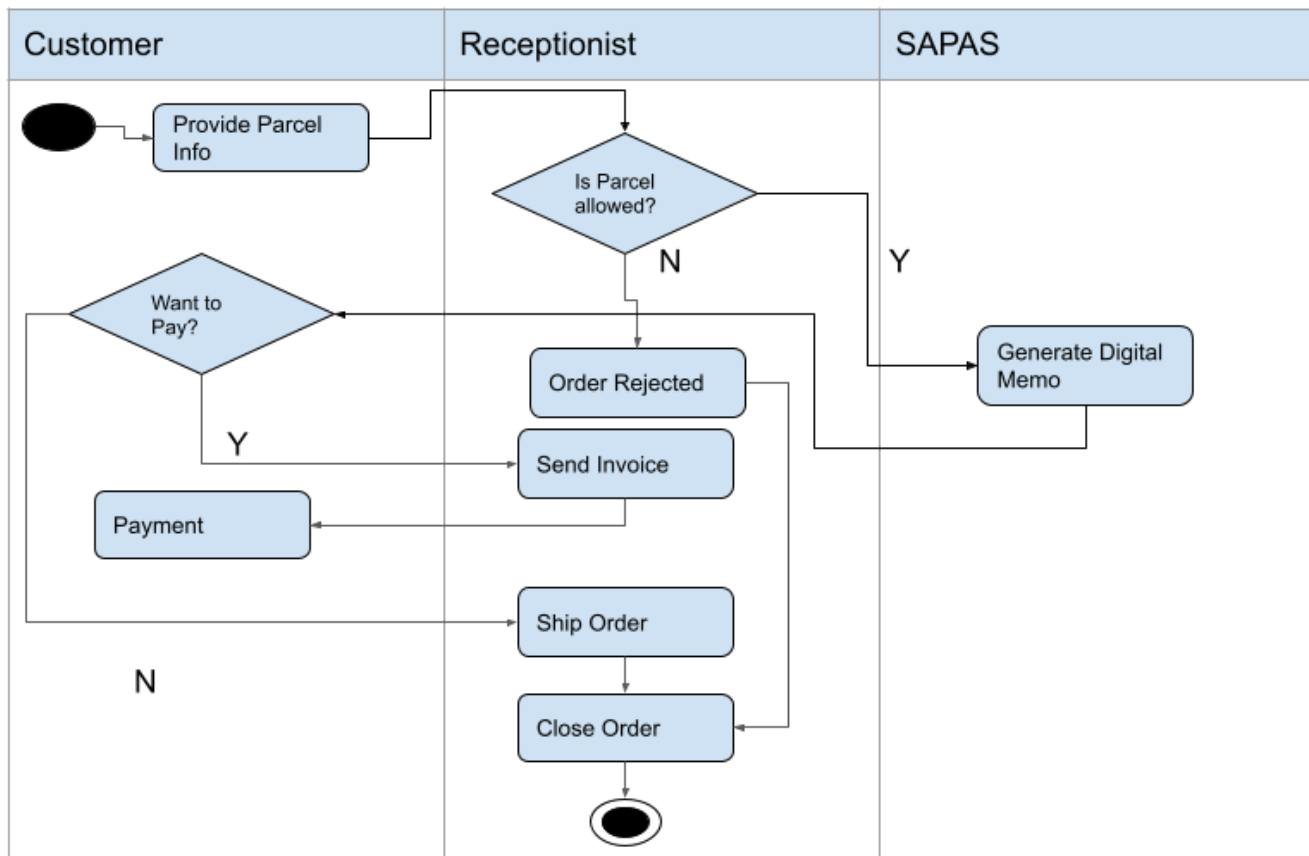 Customer
Receptionist
SAPAS
Provide Parcel
Info
Is Parcel
allowed?
N
Y
Want to
Pay?
Generate Digital
Memo
Order Rejected
Y
Send Invoice
Payment
Ship Order
N
Close Order